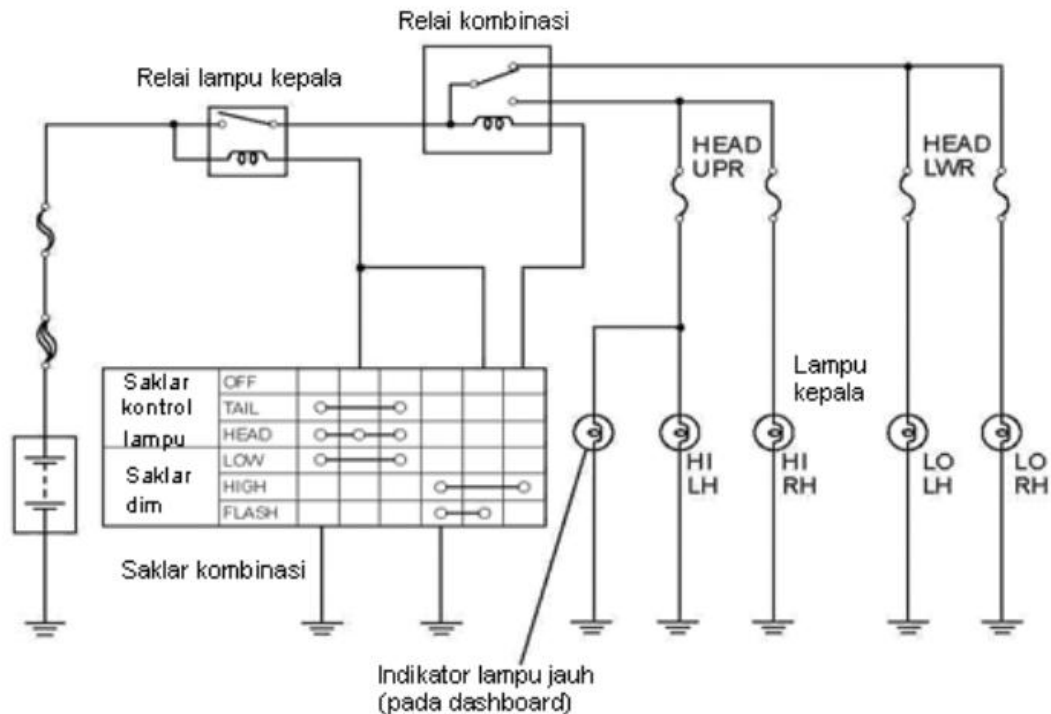 Relai kombinasi
Relai lampu kepala
HEAD
UPR
HEAD
LWR
Saklar
kontrol
lampu
OFF
TAIL
HEAD
Saklar
dim
LOW
HIGH
FLASH
Lampu
kepala
HI
LH
HI
RH
LO
LH
LO
RH
Saklar kombinasi
Indikator lampu jauh
(pada dashboard)